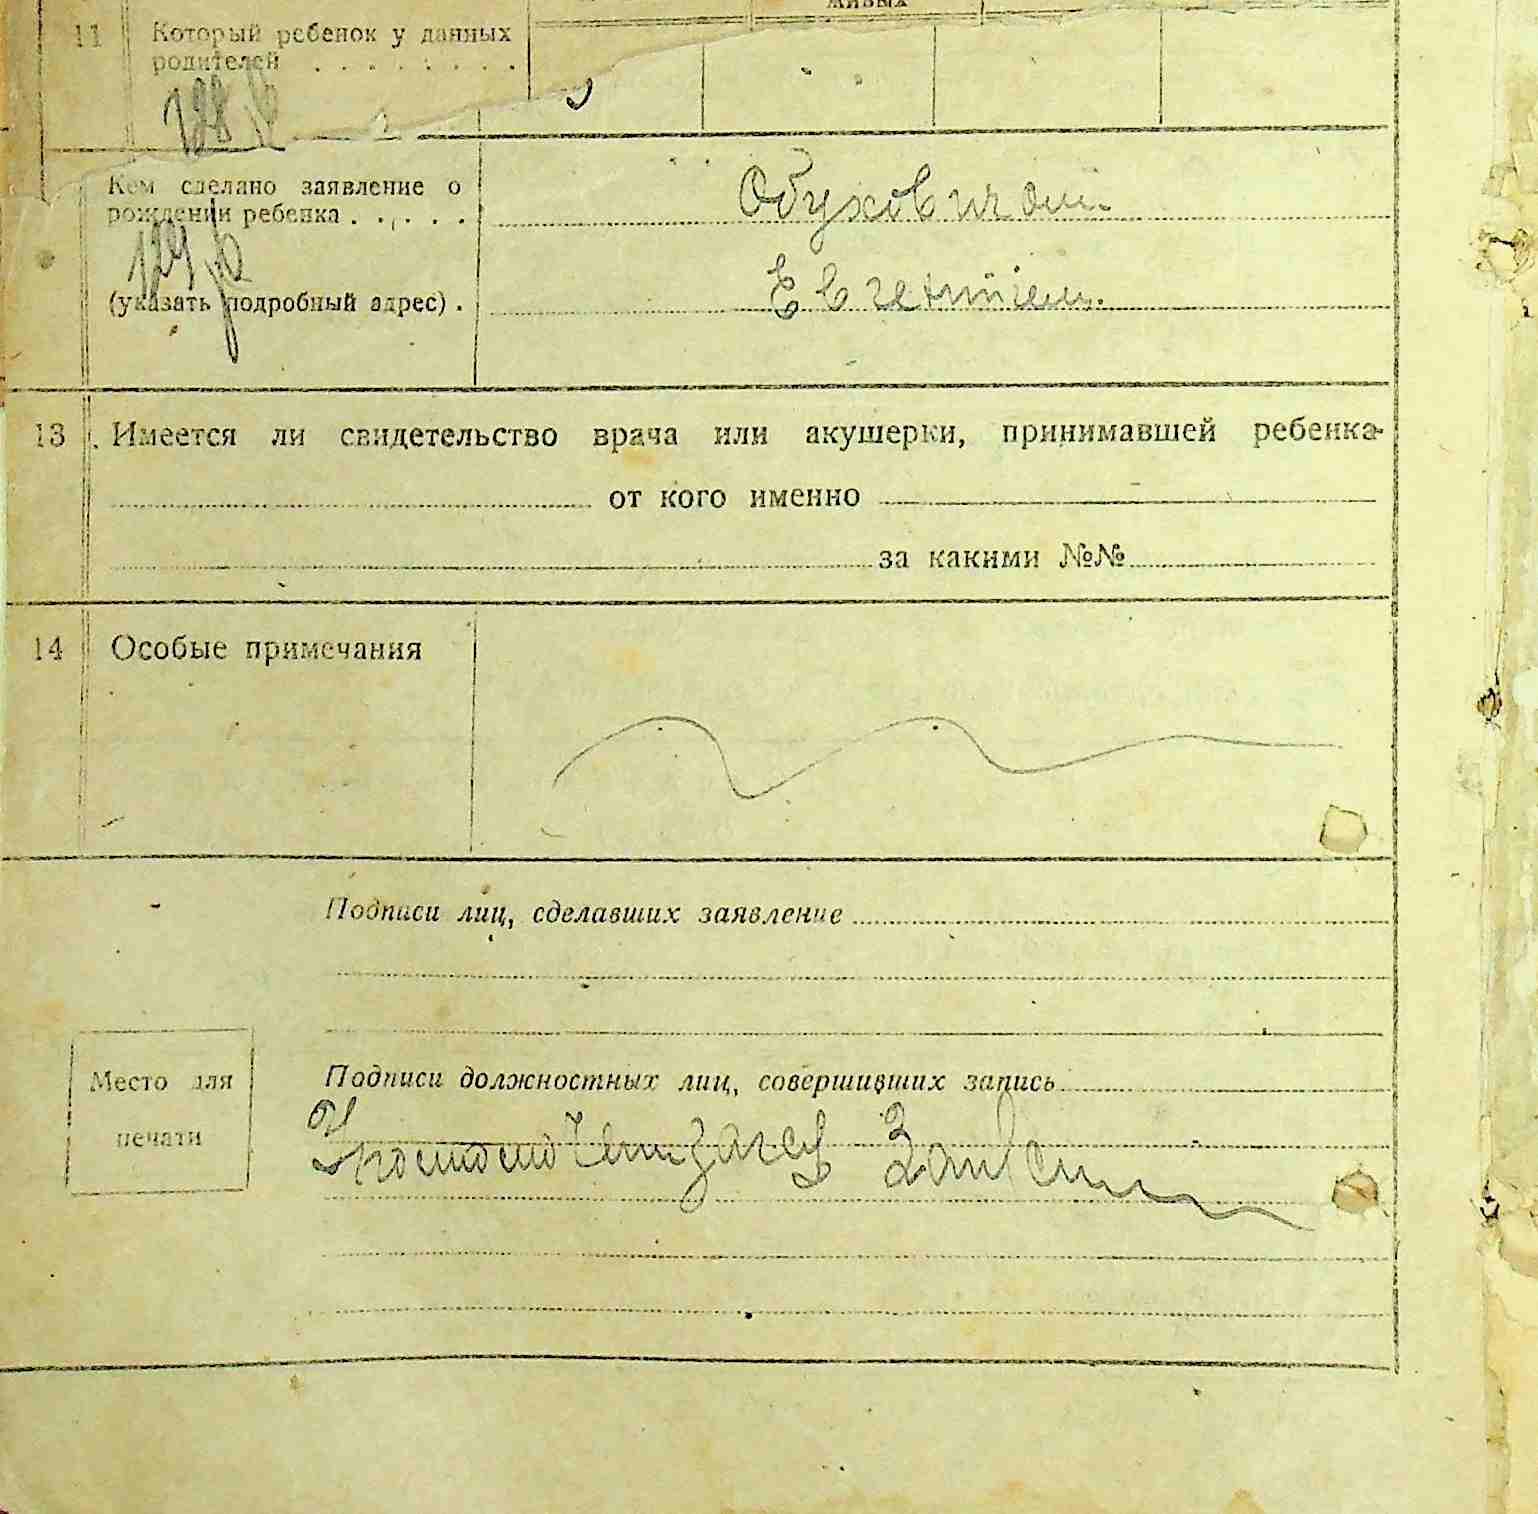 живых
11 Который ребенок у данных
родителей . . . . . . . .
Кем сделано заявление о
рождении ребенка . . . . .
Обуховичом
(указать подробный адрес) .
Евгением.
13 Имеется ли свидетельство врача или акушерки, принимавшей ребенка
от кого именно
за какими №№
14 Особые примечания
Подписи лиц, сделавших заявление
Место для
печати
Подписи должностных лиц, совершивших запись